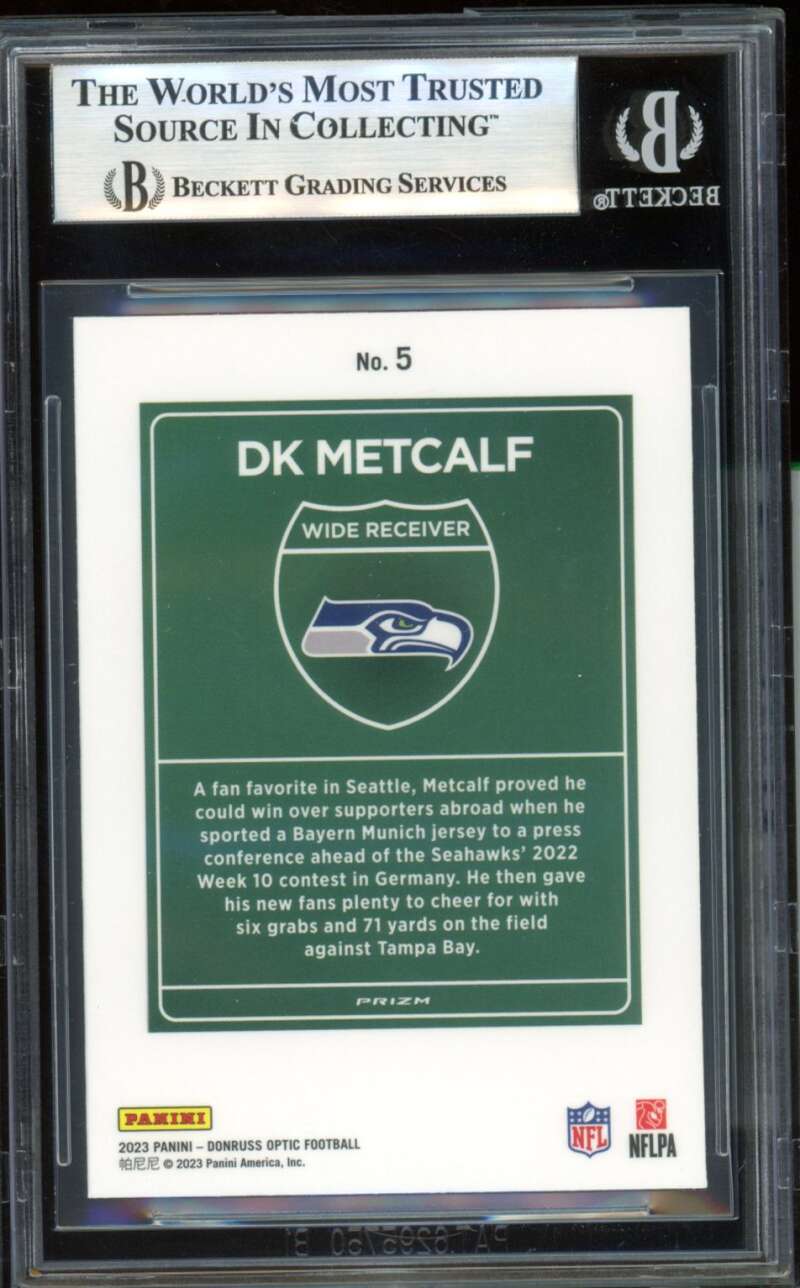 THE WORLD'S MOST TRUSTED
SOURCE IN COLLECTING™
B BECKETT GRADING SERVICES
B
BECKETT®
No. 5
DK METCALF
WIDE RECEIVER
A fan favorite in Seattle, Metcalf proved he
could win over supporters abroad when he
sported a Bayern Munich jersey to a press
conference ahead of the Seahawks' 2022
Week 10 contest in Germany. He then gave
his new fans plenty to cheer for with
six grabs and 71 yards on the field
against Tampa Bay.
PRIZM
PANINI
2023 PANINI – DONRUSS OPTIC FOOTBALL
帕尼尼 © 2023 Panini America, Inc.
NFL
NFLPA